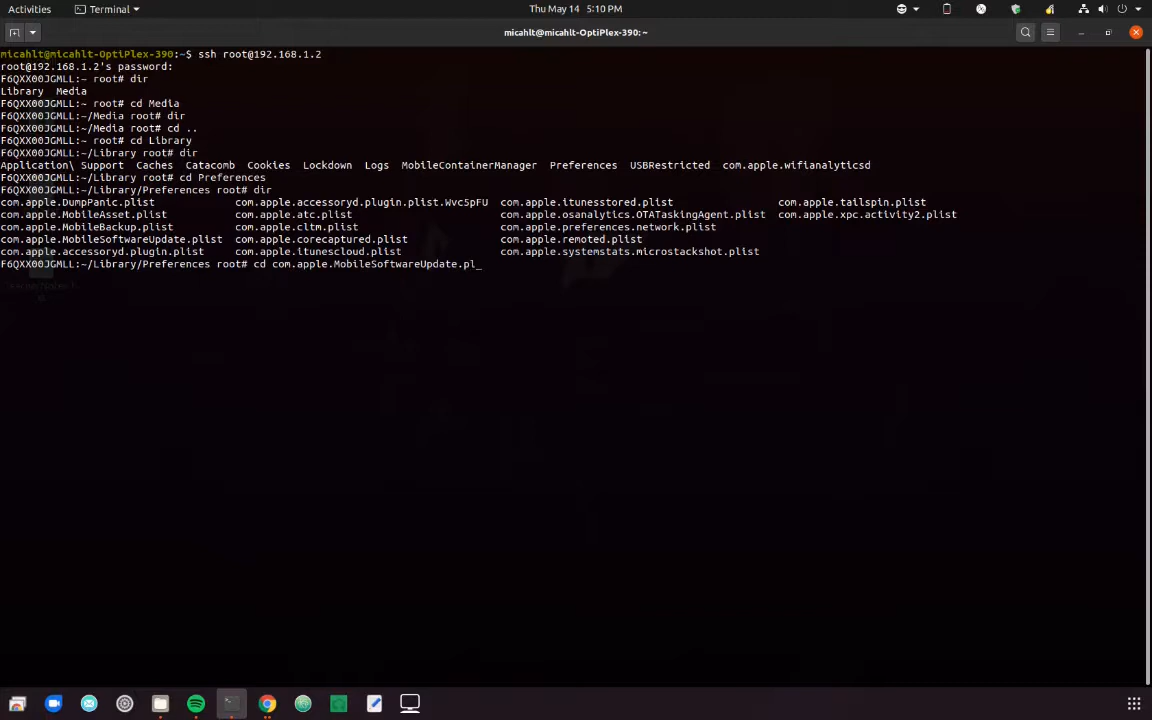 Activities
Terminal
Thu May 14 5:10 PM
micahlt@micahlt-OptiPlex-390: ~
micahlt@micahlt-OptiPlex-390:~$ ssh root@192.168.1.2
root@192.168.1.2's password:
F6QXX00JGMLL:~ root# dir
Library  Media
F6QXX00JGMLL:~ root# cd Media
F6QXX00JGMLL:~/Media root# dir
F6QXX00JGMLL:~/Media root# cd ..
F6QXX00JGMLL:~ root# cd Library
F6QXX00JGMLL:~/Library root# dir
Application\ Support  Caches  Catacomb  Cookies  Lockdown  Logs  MobileContainerManager  Preferences  USBRestricted  com.apple.wifianalyticsd
F6QXX00JGMLL:~/Library root# cd Preferences
F6QXX00JGMLL:~/Library/Preferences root# dir
com.apple.DumpPanic.plist  com.apple.accessoryd.plugin.plist.Wvc5pFU  com.apple.itunesstored.plist  com.apple.tailspin.plist
com.apple.MobileAsset.plist  com.apple.atc.plist  com.apple.osanalytics.OTATaskingAgent.plist  com.apple.xpc.activity2.plist
com.apple.MobileBackup.plist  com.apple.cltm.plist  com.apple.preferences.network.plist
com.apple.MobileSoftwareUpdate.plist  com.apple.corecaptured.plist  com.apple.remoted.plist
com.apple.accessoryd.plugin.plist  com.apple.itunescloud.plist  com.apple.systemstats.microstackshot.plist
F6QXX00JGMLL:~/Library/Preferences root# cd com.apple.MobileSoftwareUpdate.pl_